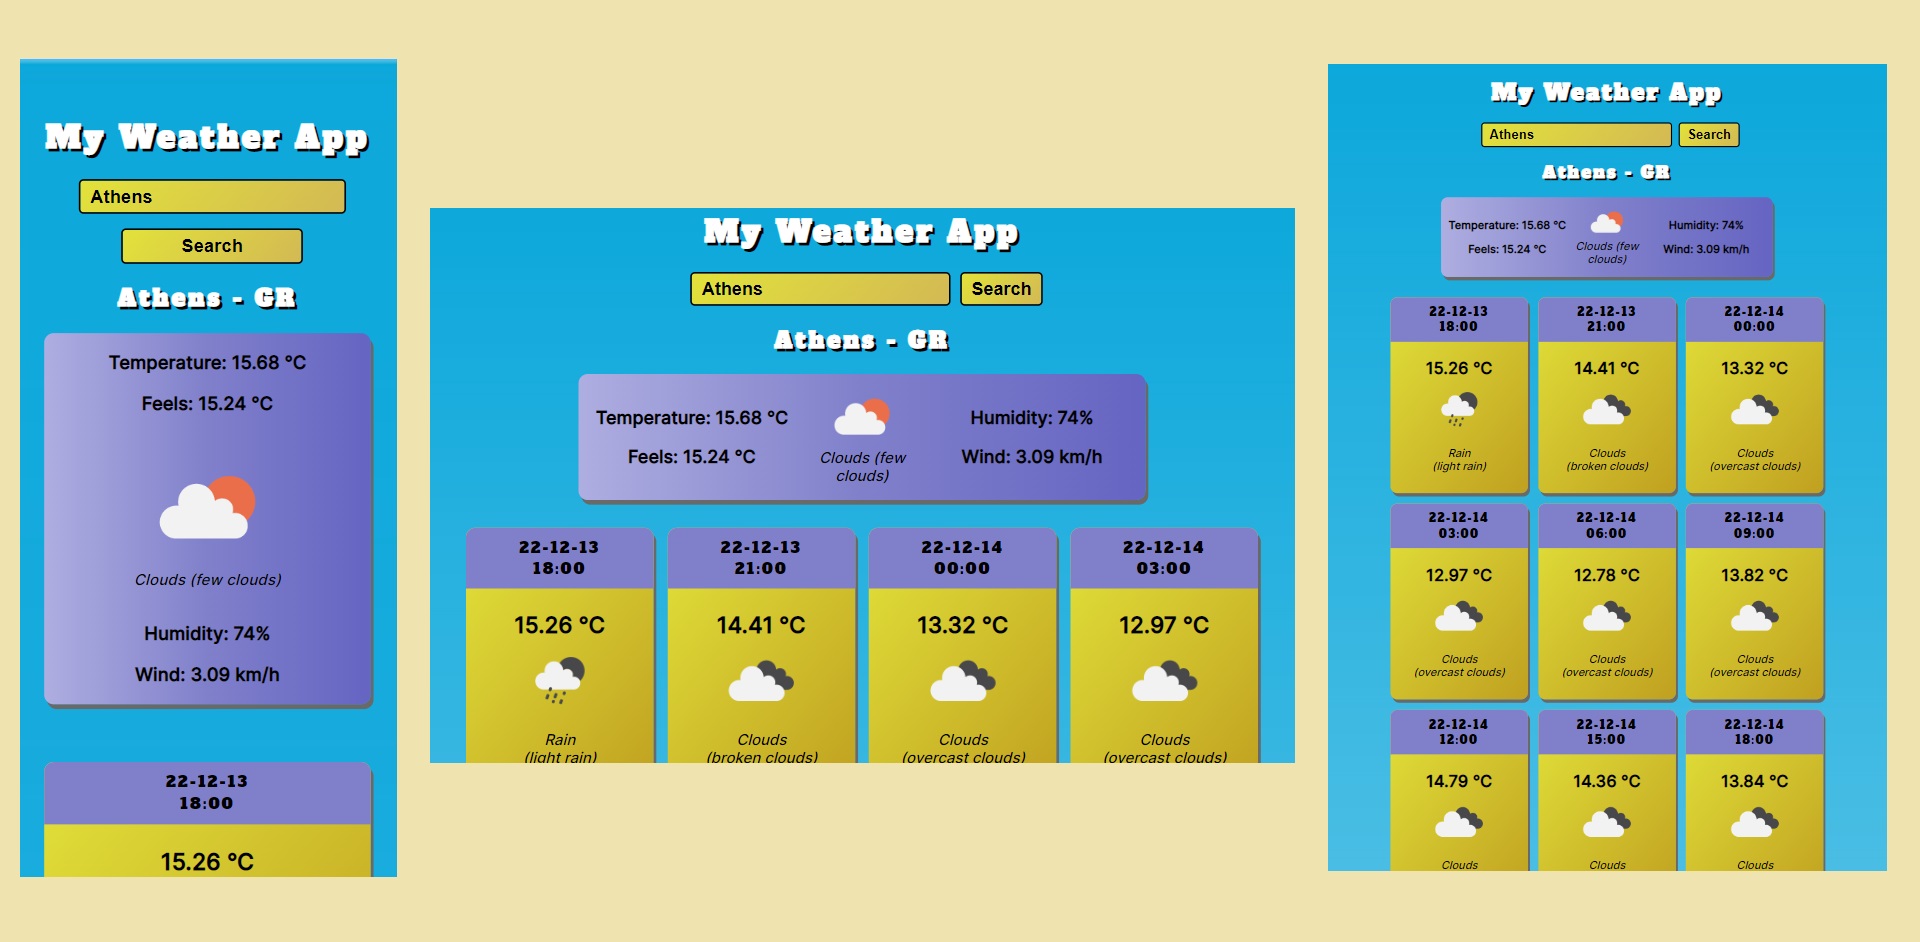 My Weather App
Athens
Search
Athens - GR
Temperature: 15.68 °C
Feels: 15.24 °C
Clouds (few clouds)
Humidity: 74%
Wind: 3.09 km/h
22-12-13
18:00
15.26 °C
My Weather App
Athens Search
Athens - GR
Temperature: 15.68 °C
Feels: 15.24 °C
Clouds (few
clouds)
Humidity: 74%
Wind: 3.09 km/h
22-12-13
18:00
15.26 °C
Rain
(light rain)
22-12-13
21:00
14.41 °C
Clouds
(broken clouds)
22-12-14
00:00
13.32 °C
Clouds
(overcast clouds)
22-12-14
03:00
12.97 °C
Clouds
(overcast clouds)
My Weather App
Athens Search
Athens - GR
Temperature: 15.68 °C
Feels: 15.24 °C
Clouds (few
clouds)
Humidity: 74%
Wind: 3.09 km/h
22-12-13
18:00
15.26 °C
Rain
(light rain)
22-12-13
21:00
14.41 °C
Clouds
(broken clouds)
22-12-14
00:00
13.32 °C
Clouds
(overcast clouds)
22-12-14
03:00
12.97 °C
Clouds
(overcast clouds)
22-12-14
06:00
12.78 °C
Clouds
(overcast clouds)
22-12-14
09:00
13.82 °C
Clouds
(overcast clouds)
22-12-14
12:00
14.79 °C
Clouds
22-12-14
15:00
14.36 °C
Clouds
22-12-14
18:00
13.84 °C
Clouds